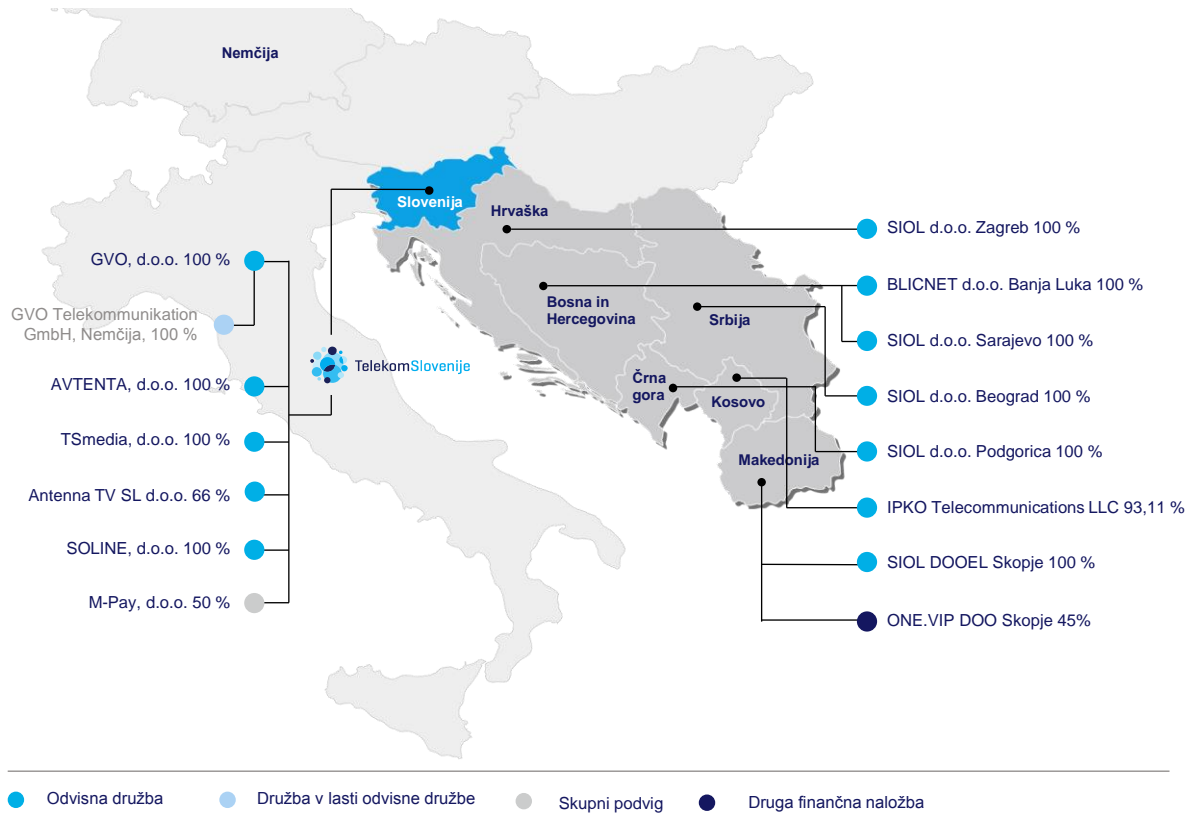 Nemčija
Slovenija
Hrvaška
Bosna in
Hercegovina
Srbija
Črna
gora
Kosovo
Makedonija
GVO, d.o.o. 100 %
GVO Telekommunikation
GmbH, Nemčija, 100 %
AVTENTA, d.o.o. 100 %
TSmedia, d.o.o. 100 %
Antenna TV SL d.o.o. 66 %
SOLINE, d.o.o. 100 %
M-Pay, d.o.o. 50 %
TelekomSlovenije
SIOL d.o.o. Zagreb 100 %
BLICNET d.o.o. Banja Luka 100 %
SIOL d.o.o. Sarajevo 100 %
SIOL d.o.o. Beograd 100 %
SIOL d.o.o. Podgorica 100 %
IPKO Telecommunications LLC 93,11 %
SIOL DOOEL Skopje 100 %
ONE.VIP DOO Skopje 45%
Odvisna družba
Družba v lasti odvisne družbe
Skupni podvig
Druga finančna naložba